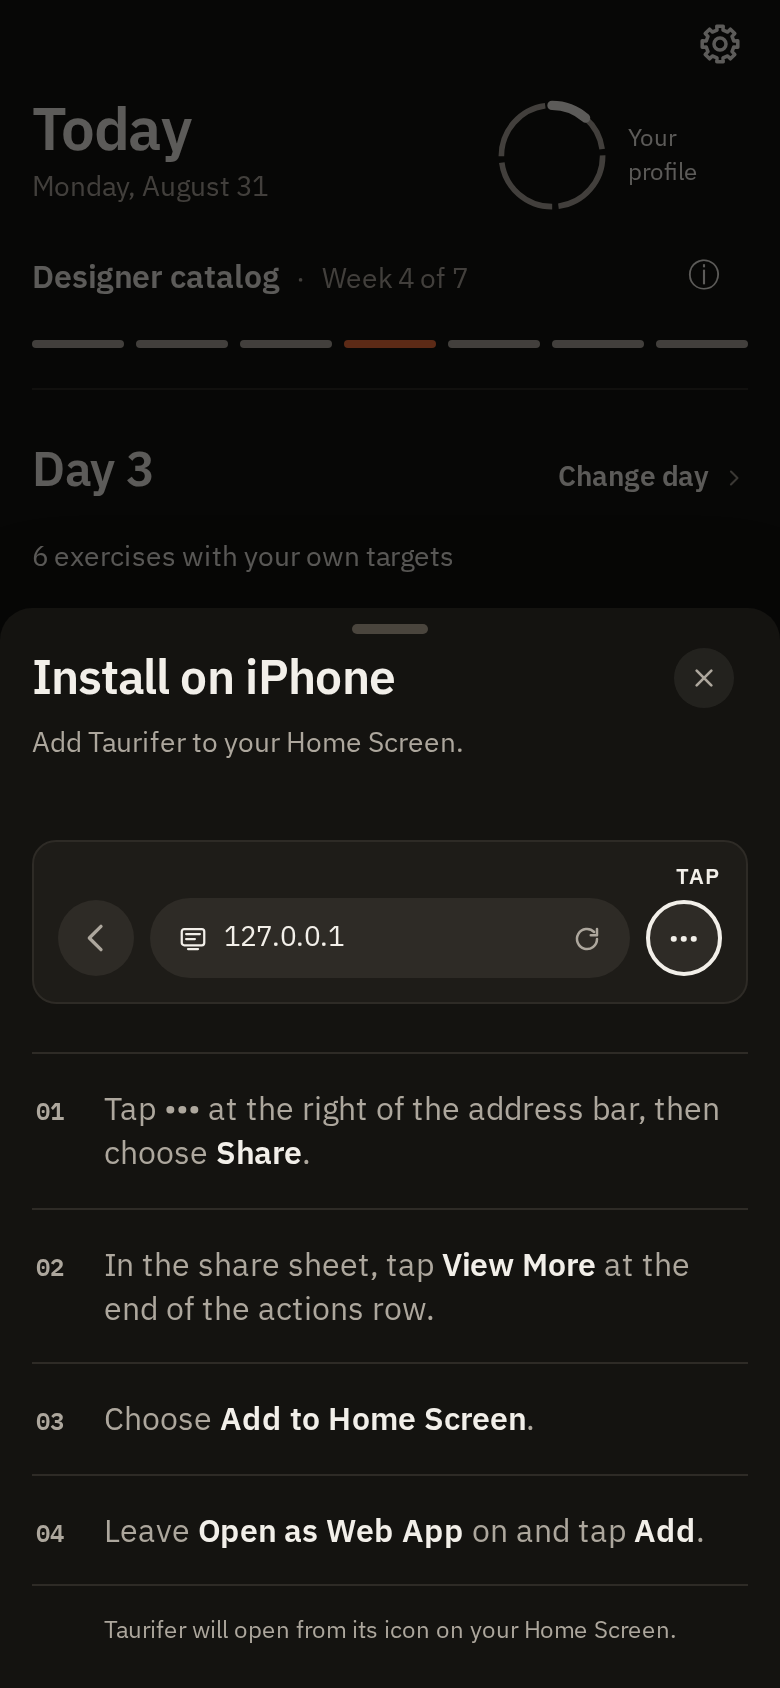 Today
Monday, August 31
Your
profile
Designer catalog · Week 4 of 7
Day 3
Change day
6 exercises with your own targets
Install on iPhone
Add Taurifer to your Home Screen.
TAP
127.0.0.1
01 Tap ••• at the right of the address bar, then
choose Share.
02 In the share sheet, tap View More at the
end of the actions row.
03 Choose Add to Home Screen.
04 Leave Open as Web App on and tap Add.
Taurifer will open from its icon on your Home Screen.